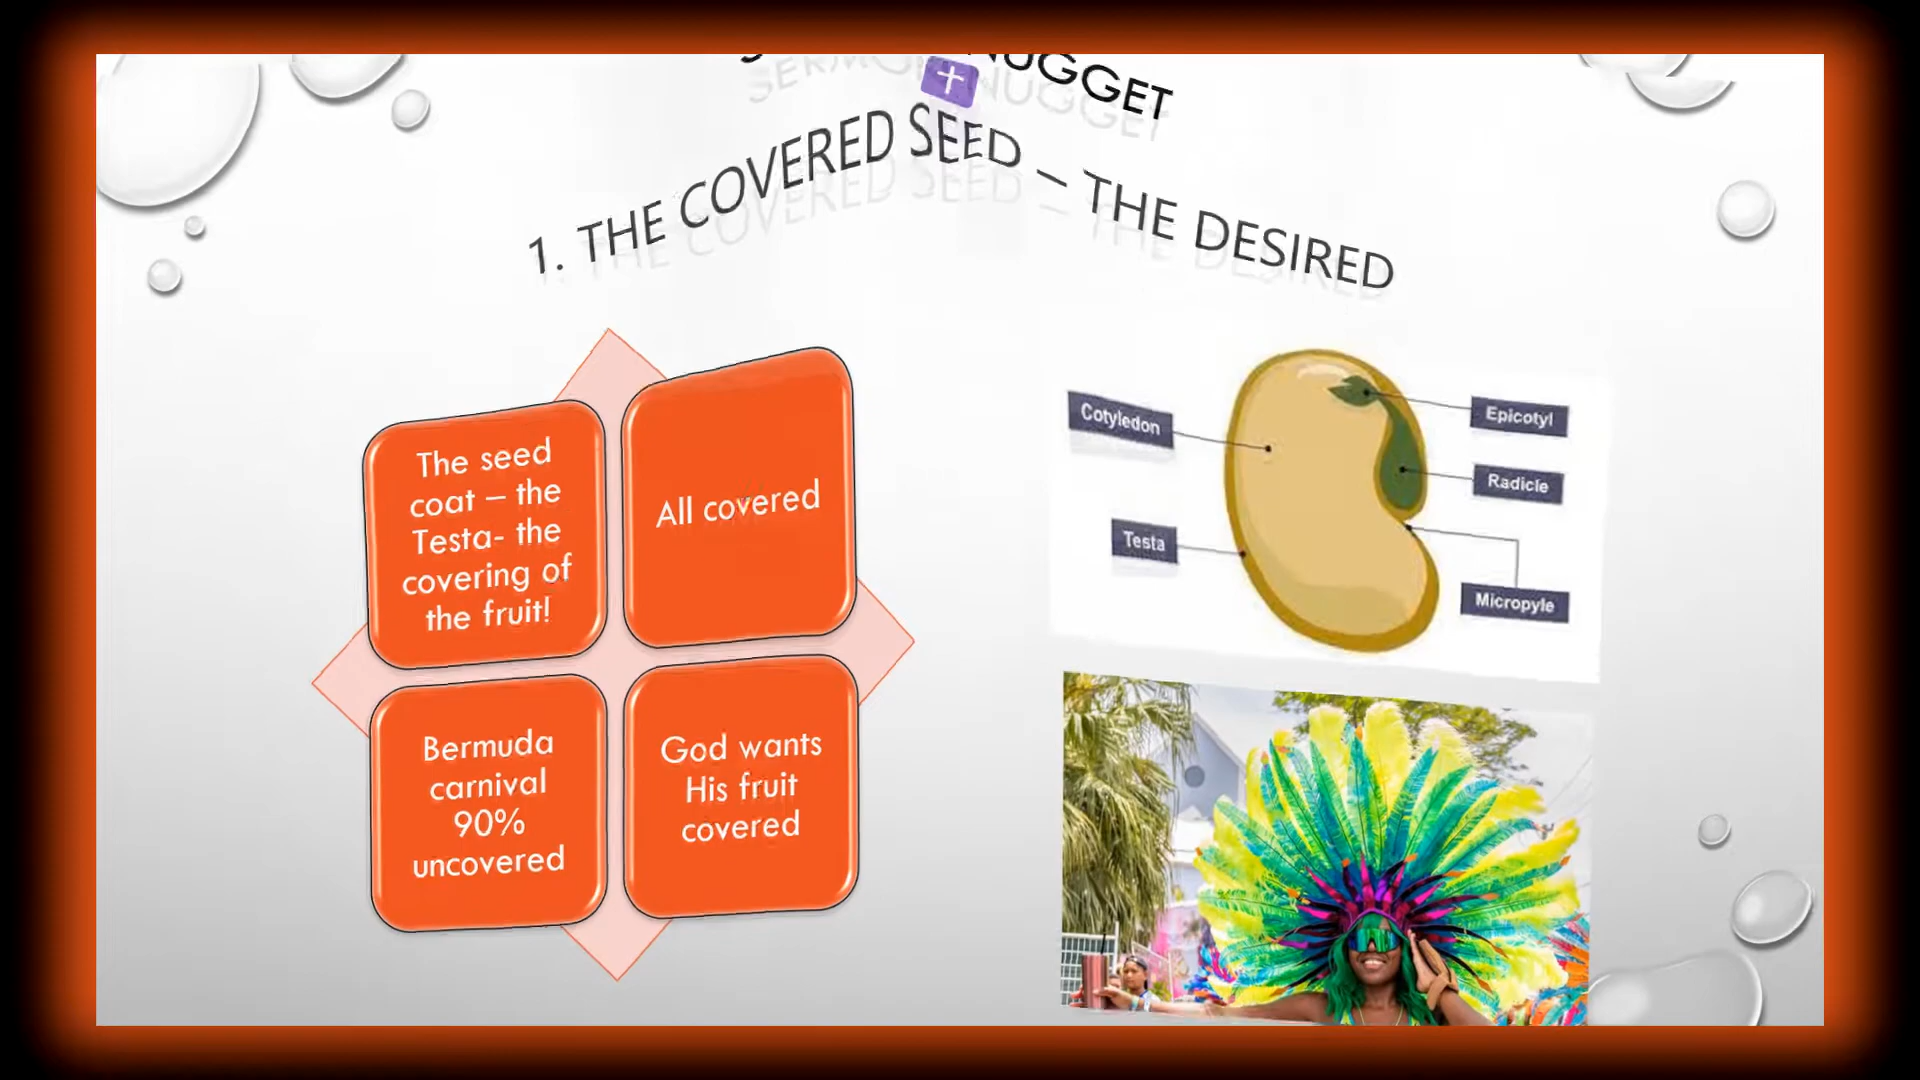 NUGGET
1. THE COVERED SEED – THE DESIRED
The seed
coat – the
Testa- the
covering of
the fruit!
All covered
Bermuda
carnival
90%
uncovered
God wants
His fruit
covered
Cotyledon
Testa
Epicotyl
Radicle
Micropyle